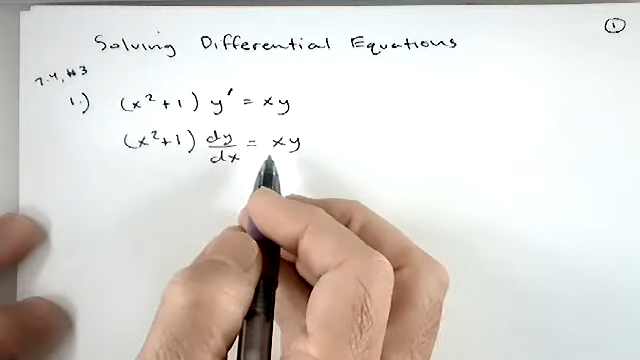 Solving Differential Equations
①
7.4, #3
1.) (x² + 1) y' = xy
(x² + 1) dy/dx = xy